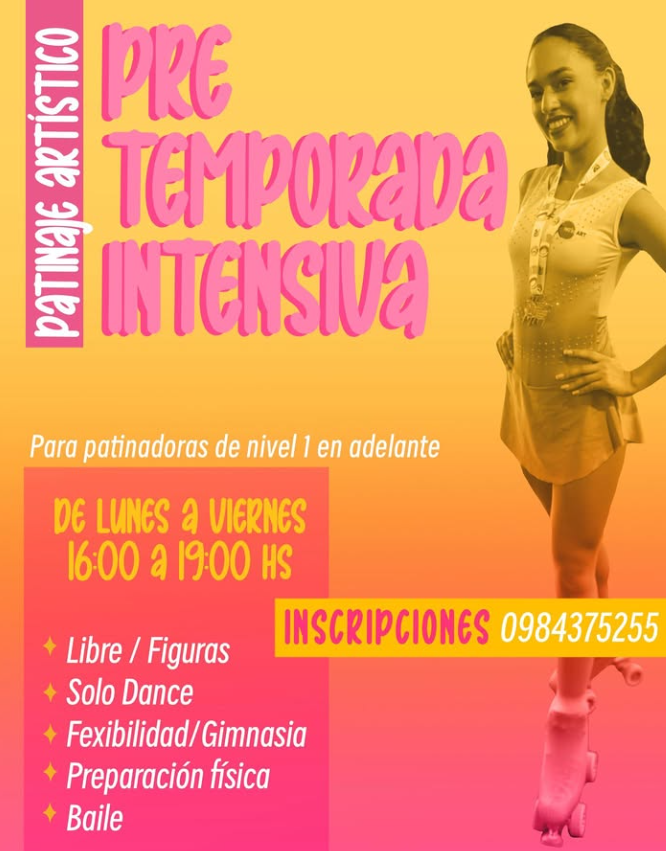 PATINAJE ARTÍSTICO
PRE
TEMPORADA
INTENSIVA
Para patinadoras de nivel 1 en adelante
DE LUNES A VIERNES
16:00 A 19:00 HS
INSCRIPCIONES 0984375255
Libre / Figuras
Solo Dance
Fexibilidad/Gimnasia
Preparación física
Baile